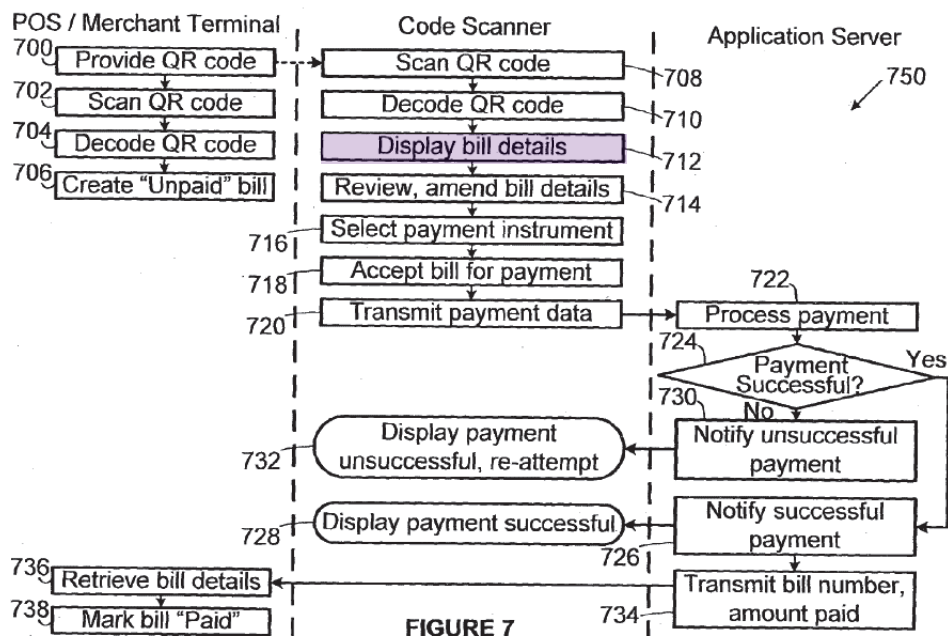 POS / Merchant Terminal
Code Scanner
Application Server
700
Provide QR code
Scan QR code
708
750
702
Scan QR code
Decode QR code
710
704
Decode QR code
Display bill details
712
706
Create “Unpaid” bill
Review, amend bill details
714
716
Select payment instrument
718
Accept bill for payment
722
720
Transmit payment data
Process payment
724
Payment
Successful?
Yes
730
No
732
Display payment
unsuccessful, re-attempt
Notify unsuccessful
payment
728
Display payment successful
Notify successful
payment
726
736
Retrieve bill details
Transmit bill number,
amount paid
738
Mark bill “Paid”
734
FIGURE 7